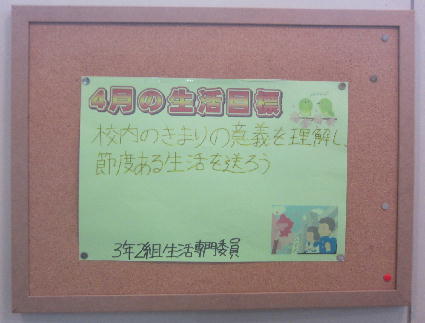 4月の生活目標
校内のきまりの意義を理解し、
節度ある生活を送ろう
3年2組生活専門委員